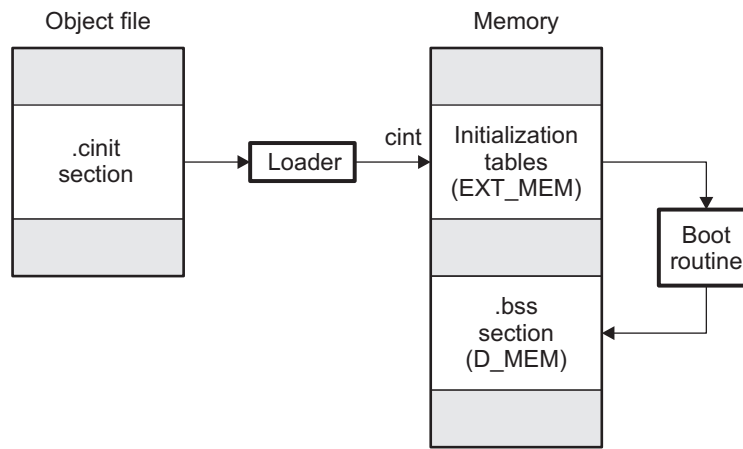 Object file
Memory
.cinit
section
Loader
cint
Initialization
tables
(EXT_MEM)
Boot
routine
.bss
section
(D_MEM)